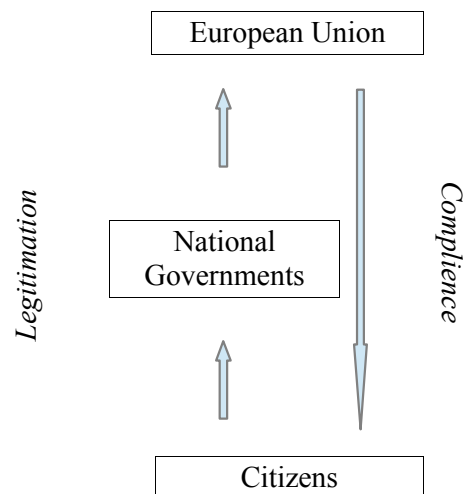 European Union
Legitimation
Complience
National
Governments
Citizens